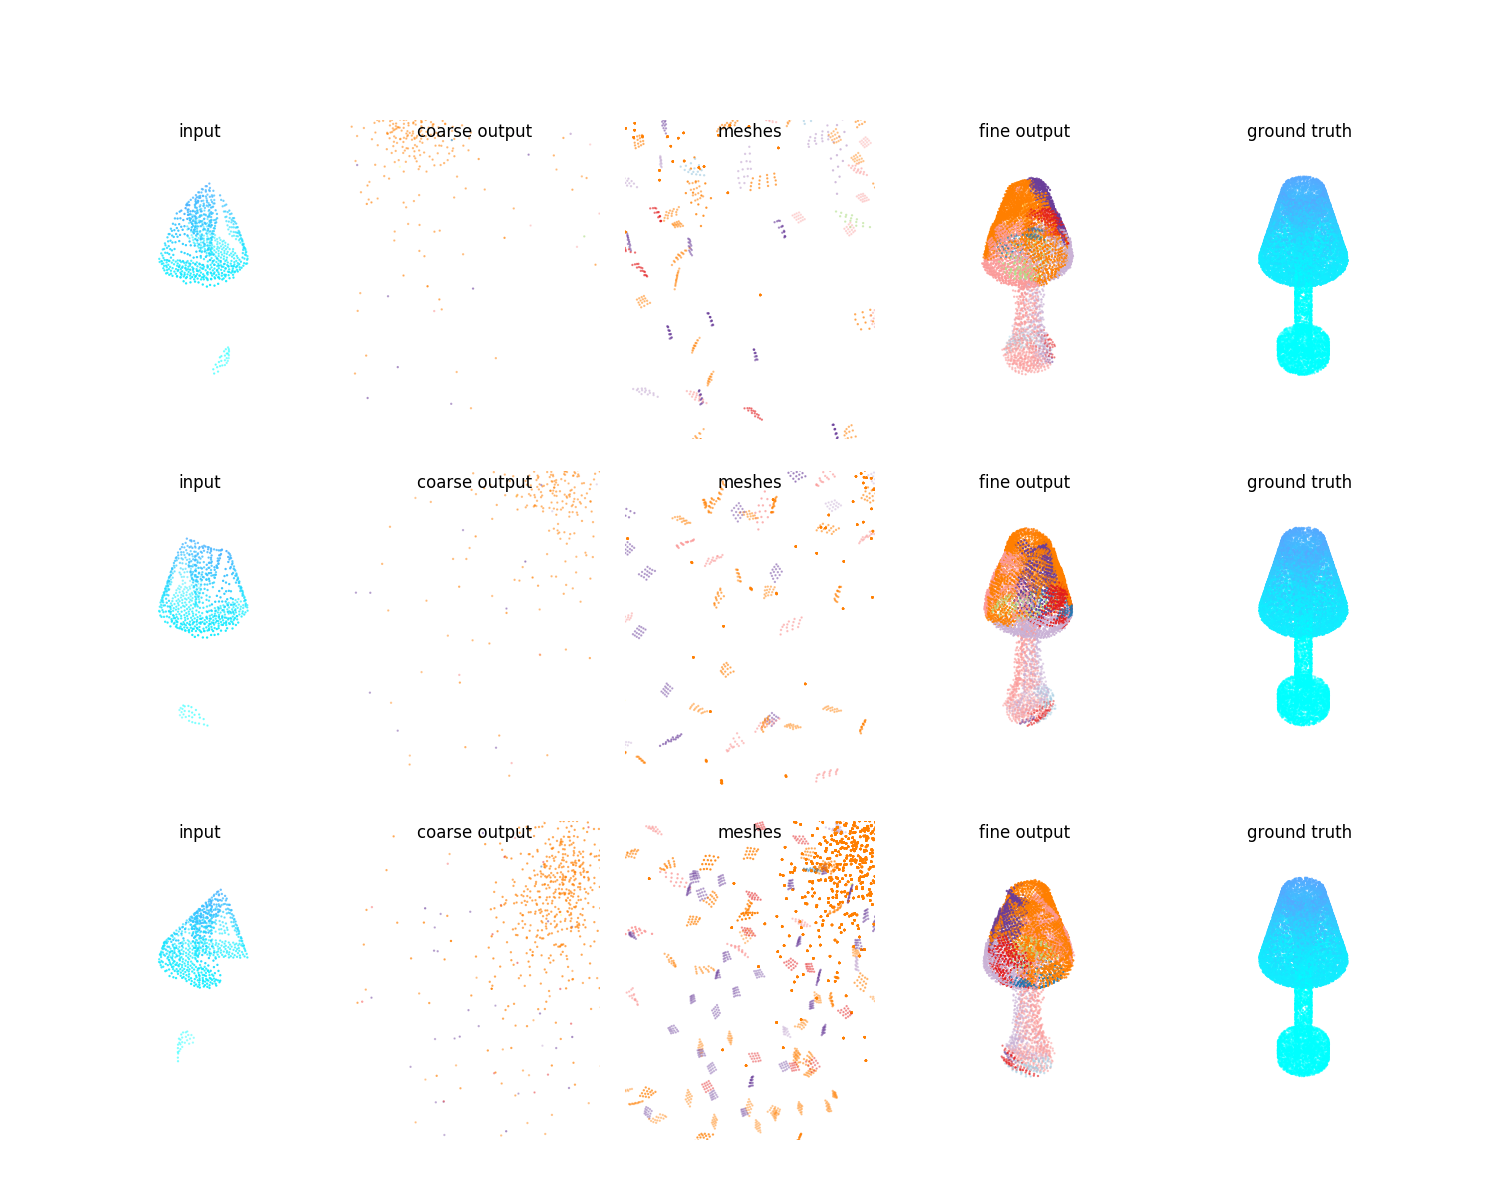 input
coarse output
meshes
fine output
ground truth
input
coarse output
meshes
fine output
ground truth
input
coarse output
meshes
fine output
ground truth